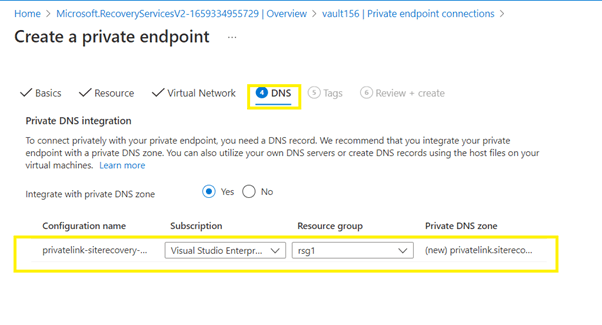 Home > Microsoft.RecoveryServicesV2-1659334955729 | Overview > vault156 | Private endpoint connections >
Create a private endpoint ...
Basics Resource Virtual Network 4 DNS 5 Tags 6 Review + create
Private DNS integration
To connect privately with your private endpoint, you need a DNS record. We recommend that you integrate your private
endpoint with a private DNS zone. You can also utilize your own DNS servers or create DNS records using the host files on your
virtual machines. Learn more
Integrate with private DNS zone Yes No
Configuration name Subscription Resource group Private DNS zone
privatelink-siterecovery-... Visual Studio Enterpr... rsg1 (new) privatelink.sitereco...